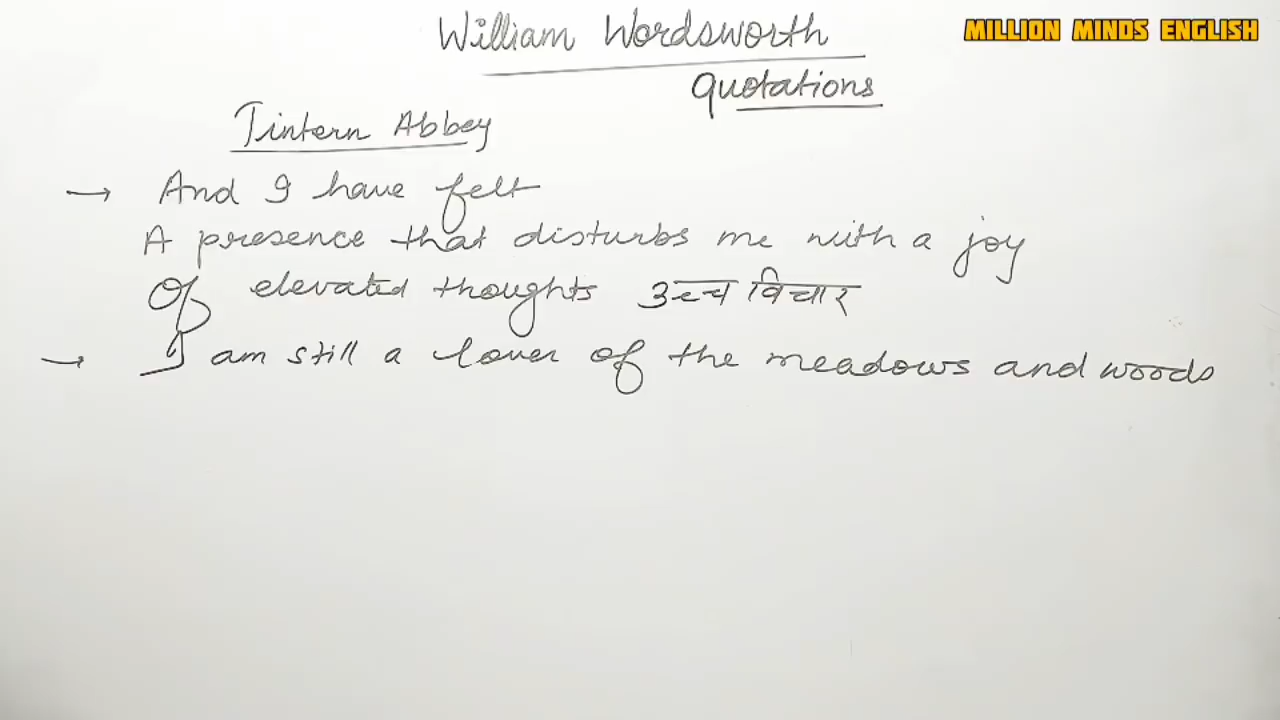 William Wordsworth
MILLION MINDS ENGLISH
Quotations
Tintern Abbey
→ And I have felt
A presence that disturbs me with a joy
Of elevated thoughts उच्च विचार
→ I am still a lover of the meadows and woods